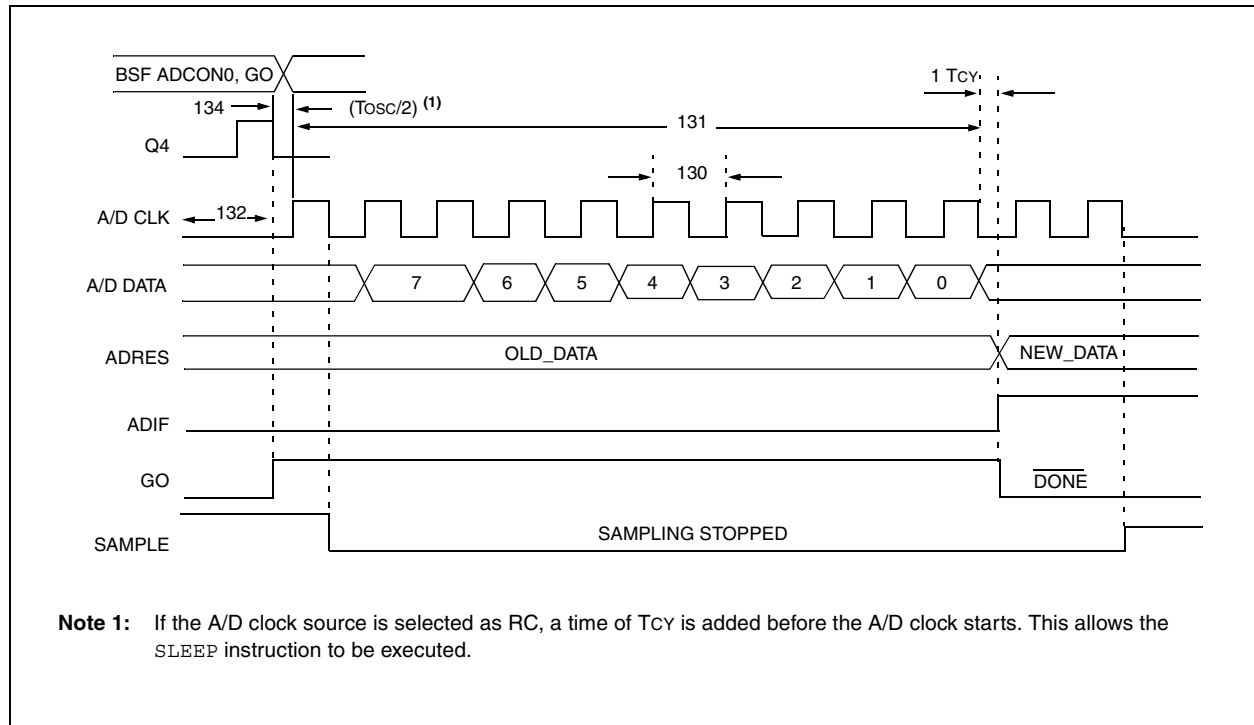 BSF ADCON0, GO
1 TCY
134
(TOSC/2) (1)
131
Q4
130
A/D CLK
132
A/D DATA
7
6
5
4
3
2
1
0
ADRES
OLD_DATA
NEW_DATA
ADIF
GO
DONE
SAMPLE
SAMPLING STOPPED
Note 1: If the A/D clock source is selected as RC, a time of TCY is added before the A/D clock starts. This allows the
SLEEP instruction to be executed.